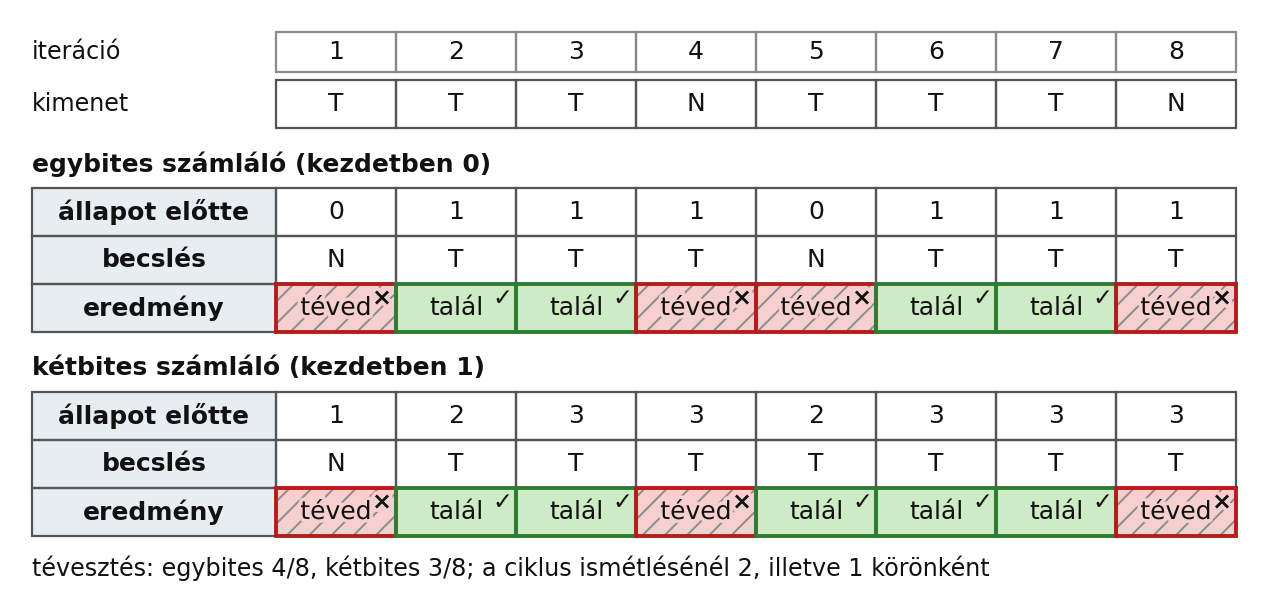 iteráció 1 2 3 4 5 6 7 8
kimenet T T T N T T T N
egybites számláló (kezdetben 0)
állapot előtte 0 1 1 1 0 1 1 1
becslés N T T T N T T T
eredmény téved× talál✓ talál✓ téved× téved× talál✓ talál✓ téved×
kétbites számláló (kezdetben 1)
állapot előtte 1 2 3 3 2 3 3 3
becslés N T T T T T T T
eredmény téved× talál✓ talál✓ téved× talál✓ talál✓ talál✓ téved×
tévesztés: egybites 4/8, kétbites 3/8; a ciklus ismétlésénél 2, illetve 1 körönként